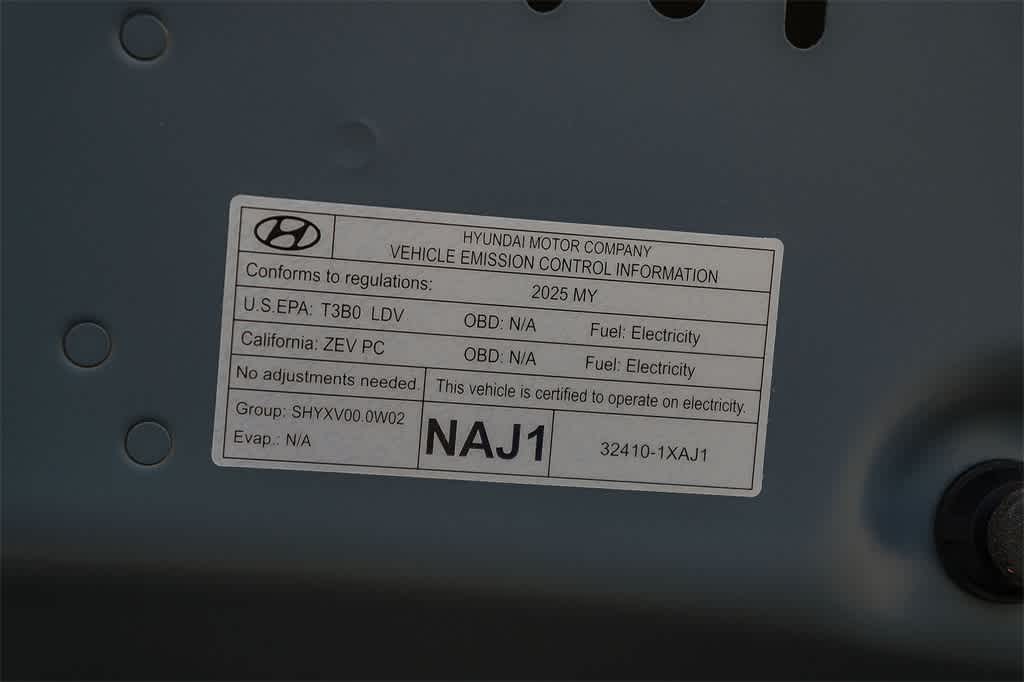 HYUNDAI MOTOR COMPANY
VEHICLE EMISSION CONTROL INFORMATION
Conforms to regulations: 2025 MY
U.S.EPA: T3B0 LDV OBD: N/A Fuel: Electricity
California: ZEV PC OBD: N/A Fuel: Electricity
No adjustments needed. This vehicle is certified to operate on electricity.
Group: SHYXV00.0W02
Evap.: N/A
NAJ1
32410-1XAJ1